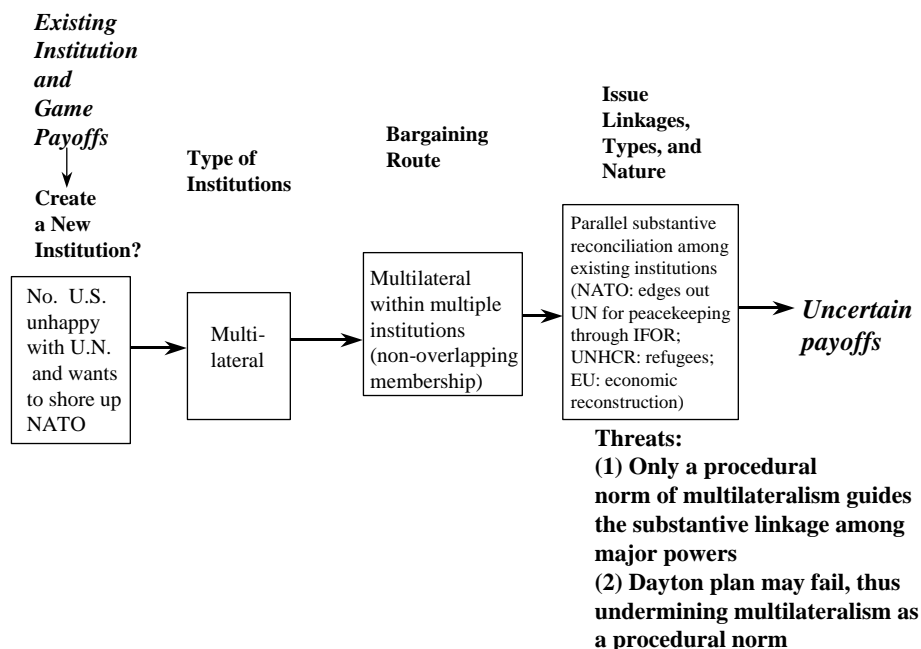 Existing
Institution
and
Game
Payoffs
Create
a New
Institution?
No. U.S.
unhappy
with U.N.
and wants
to shore up
NATO
Type of
Institutions
Multi-
lateral
Bargaining
Route
Multilateral
within multiple
institutions
(non-overlapping
membership)
Issue
Linkages,
Types, and
Nature
Parallel substantive
reconciliation among
existing institutions
(NATO: edges out
UN for peacekeeping
through IFOR;
UNHCR: refugees;
EU: economic
reconstruction)
Uncertain
payoffs
Threats:
(1) Only a procedural
norm of multilateralism guides
the substantive linkage among
major powers
(2) Dayton plan may fail, thus
undermining multilateralism as
a procedural norm